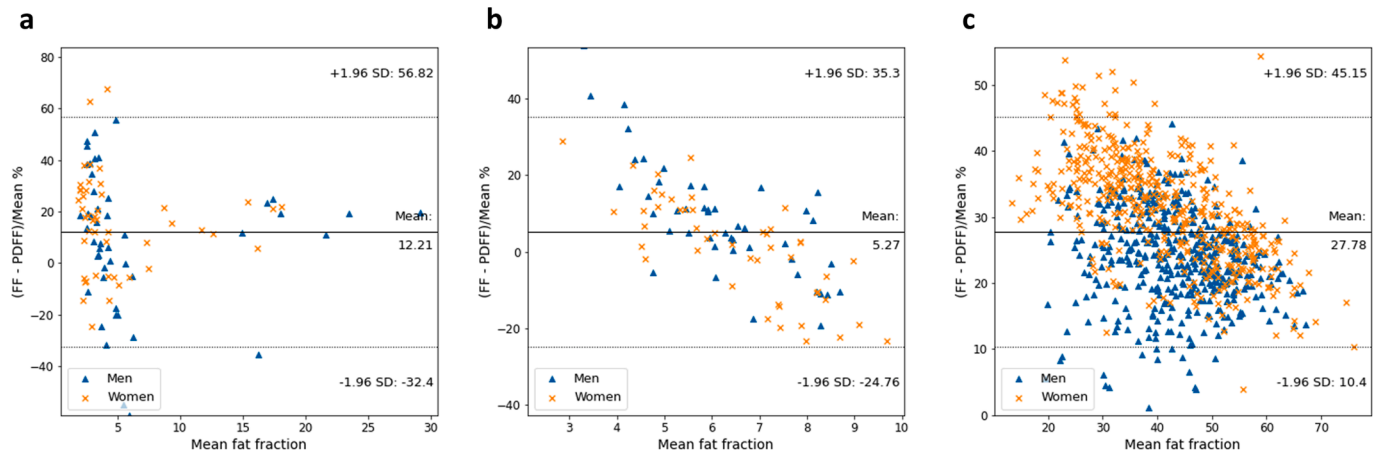 a
(FF - PDFF)/Mean %
80
60
40
20
0
−20
−40
+1.96 SD: 56.82
Mean:
12.21
-1.96 SD: -32.4
Men
Women
5
10
15
20
25
30
Mean fat fraction
b
(FF - PDFF)/Mean %
40
20
0
−20
−40
+1.96 SD: 35.3
Mean:
5.27
-1.96 SD: -24.76
Men
Women
3
4
5
6
7
8
9
10
Mean fat fraction
c
(FF - PDFF)/Mean %
50
40
30
20
10
0
+1.96 SD: 45.15
Mean:
27.78
-1.96 SD: 10.4
Men
Women
20
30
40
50
60
70
Mean fat fraction